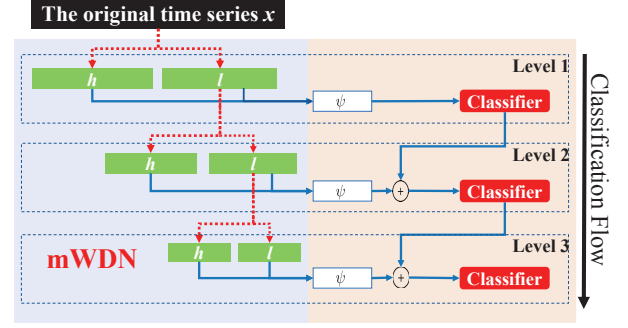 The original time series x
Level 1
h l
ψ Classifier
Level 2
h l
ψ + Classifier
Level 3
h l
mWDN
ψ + Classifier
Classification Flow